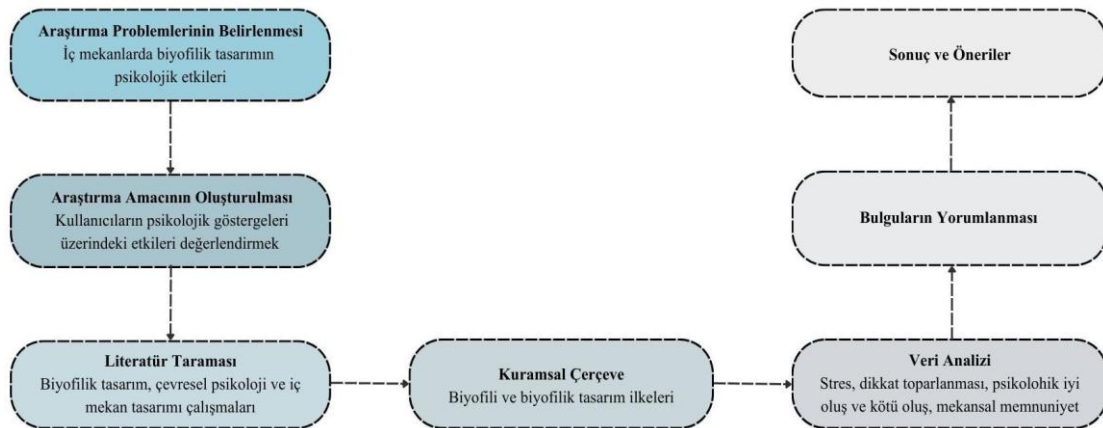 Araştırma Problemlerinin Belirlenmesi
İç mekanlarda biyofilik tasarımın
psikolojik etkileri
Araştırma Amacının Oluşturulması
Kullanıcıların psikolojik göstergeleri
üzerindeki etkileri değerlendirmek
Literatür Taraması
Biyofilik tasarım, çevresel psikoloji ve iç
mekan tasarımı çalışmaları
Kuramsal Çerçeve
Biyofili ve biyofilik tasarım ilkeleri
Veri Analizi
Stres, dikkat toparlanması, psikolohik iyi
oluş ve kötü oluş, mekansal memnuniyet
Bulguların Yorumlanması
Sonuç ve Öneriler